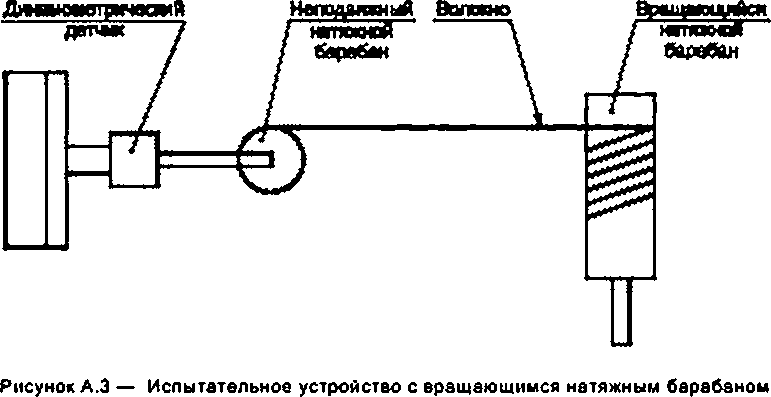 Динамометрический
датчик
Неподвижный
натяжной
барабан
Волокно
Вращающийся
натяжной
барабан
Рисунок А.3 — Испытательное устройство с вращающимся натяжным барабаном